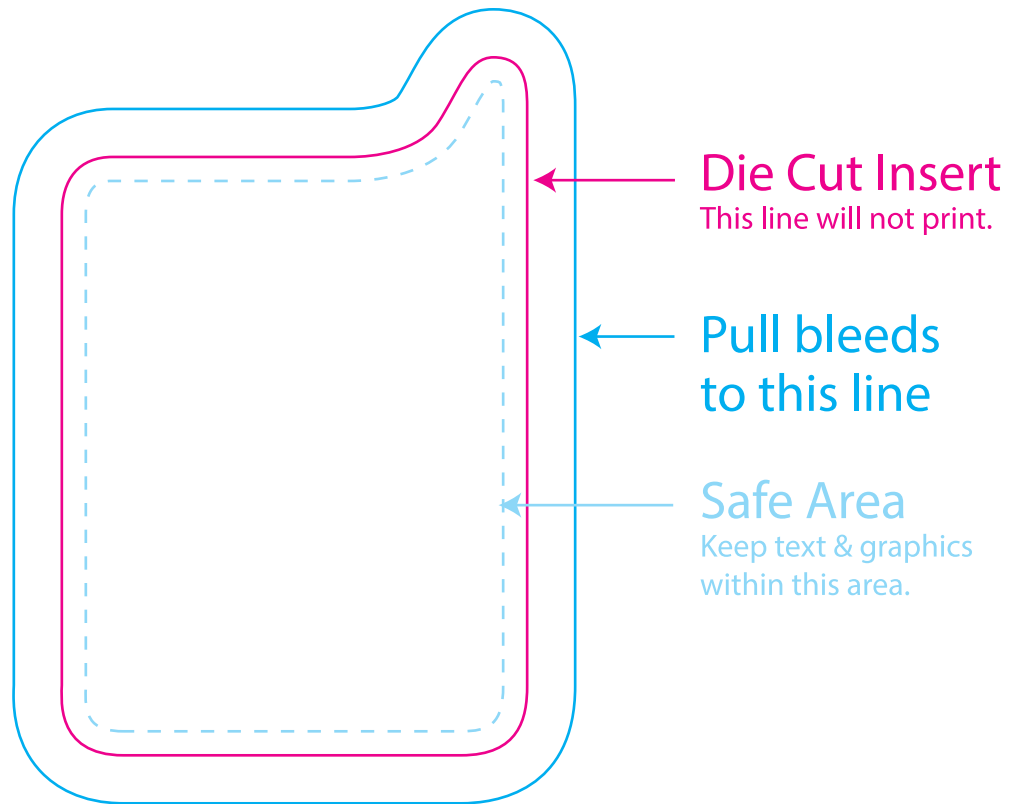 Die Cut Insert
This line will not print.
Pull bleeds
to this line
Safe Area
Keep text & graphics
within this area.